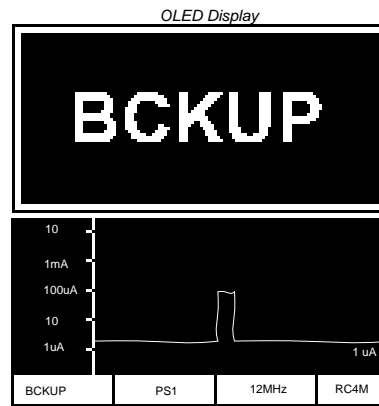 OLED Display
BCKUP
10
1mA
100uA
10
1uA
1 uA
BCKUP PS1 12MHz RC4M